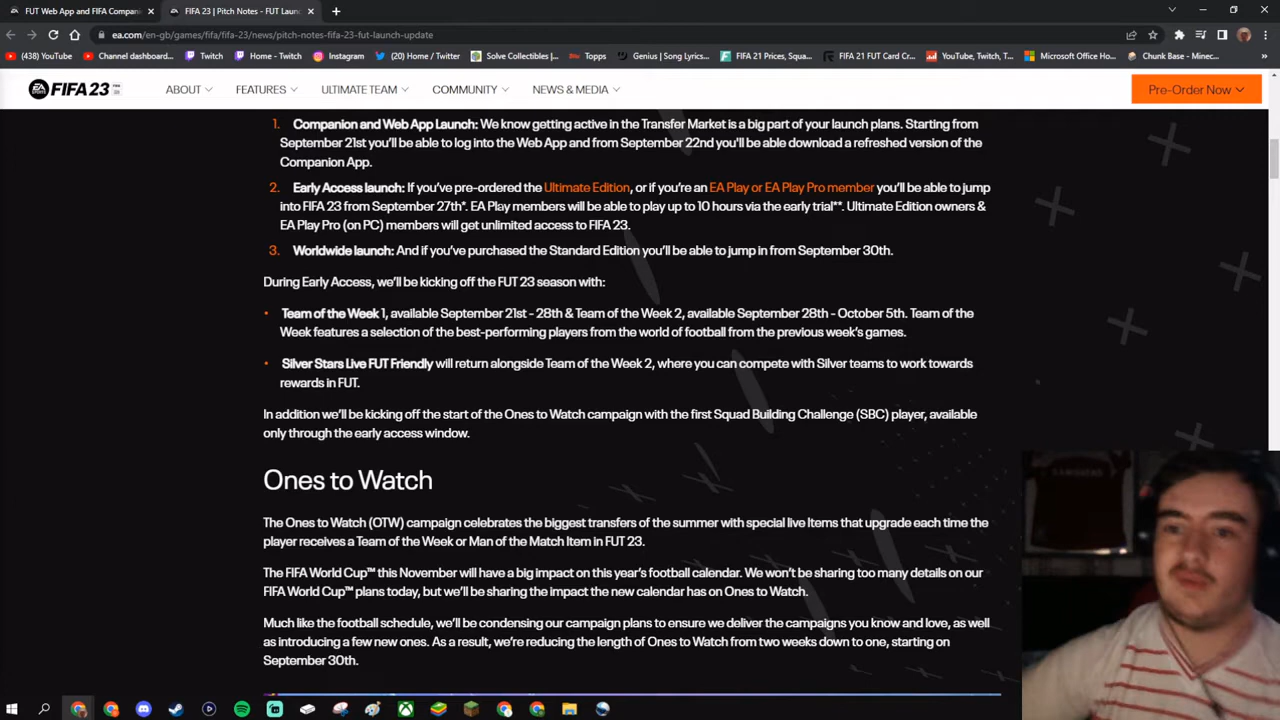 FUT Web App and FIFA Compani
FIFA 23 | Pitch Notes - FUT Laun
ea.com/en-gb/games/fifa/fifa-23/news/pitch-notes-fifa-23-fut-launch-update
(438) YouTube
Channel dashboard...
Twitch
Home - Twitch
Instagram
(20) Home / Twitter
Solve Collectibles |...
Topps
Genius | Song Lyrics...
FIFA 21 Prices, Squa...
FIFA 21 FUT Card Cr...
YouTube, Twitch, T...
Microsoft Office Ho...
Chunk Base - Minec...
EA SPORTS FIFA 23
ABOUT
FEATURES
ULTIMATE TEAM
COMMUNITY
NEWS & MEDIA
Pre-Order Now
1. Companion and Web App Launch: We know getting active in the Transfer Market is a big part of your launch plans. Starting from
September 21st you'll be able to log into the Web App and from September 22nd you'll be able download a refreshed version of the
Companion App.
2. Early Access launch: If you've pre-ordered the Ultimate Edition, or if you're an EA Play or EA Play Pro member you'll be able to jump
into FIFA 23 from September 27th*. EA Play members will be able to play up to 10 hours via the early trial**. Ultimate Edition owners &
EA Play Pro (on PC) members will get unlimited access to FIFA 23.
3. Worldwide launch: And if you've purchased the Standard Edition you'll be able to jump in from September 30th.
During Early Access, we'll be kicking off the FUT 23 season with:
• Team of the Week 1, available September 21st - 28th & Team of the Week 2, available September 28th - October 5th. Team of the
Week features a selection of the best-performing players from the world of football from the previous week's games.
• Silver Stars Live FUT Friendly will return alongside Team of the Week 2, where you can compete with Silver teams to work towards
rewards in FUT.
In addition we'll be kicking off the start of the Ones to Watch campaign with the first Squad Building Challenge (SBC) player, available
only through the early access window.
Ones to Watch
The Ones to Watch (OTW) campaign celebrates the biggest transfers of the summer with special live Items that upgrade each time the
player receives a Team of the Week or Man of the Match Item in FUT 23.
The FIFA World Cup™ this November will have a big impact on this year's football calendar. We won't be sharing too many details on our
FIFA World Cup™ plans today, but we'll be sharing the impact the new calendar has on Ones to Watch.
Much like the football schedule, we'll be condensing our campaign plans to ensure we deliver the campaigns you know and love, as well
as introducing a few new ones. As a result, we're reducing the length of Ones to Watch from two weeks down to one, starting on
September 30th.